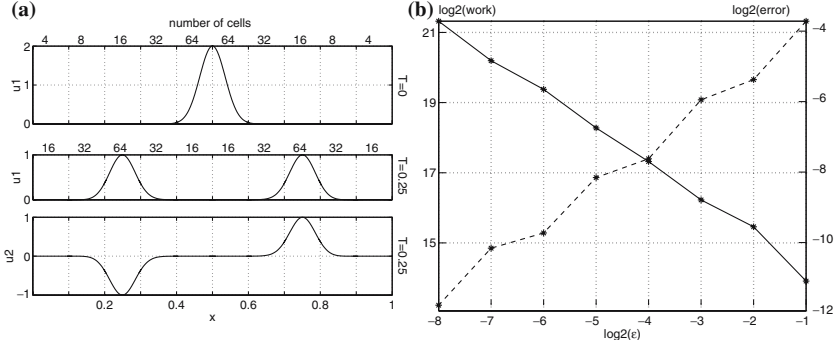 (a)
number of cells
4 8 16 32 64 64 32 16 8 4
2
1
0
u1
T=0
16 32 64 32 16 16 32 64 32 16
1
0
u1
T=0.25
1
0
−1
u2
T=0.25
0.2 0.4 0.6 0.8 1
x
(b)
log2(work) log2(error)
21
19
17
15
−4
−6
−8
−10
−12
−8 −7 −6 −5 −4 −3 −2 −1
log2(ε)